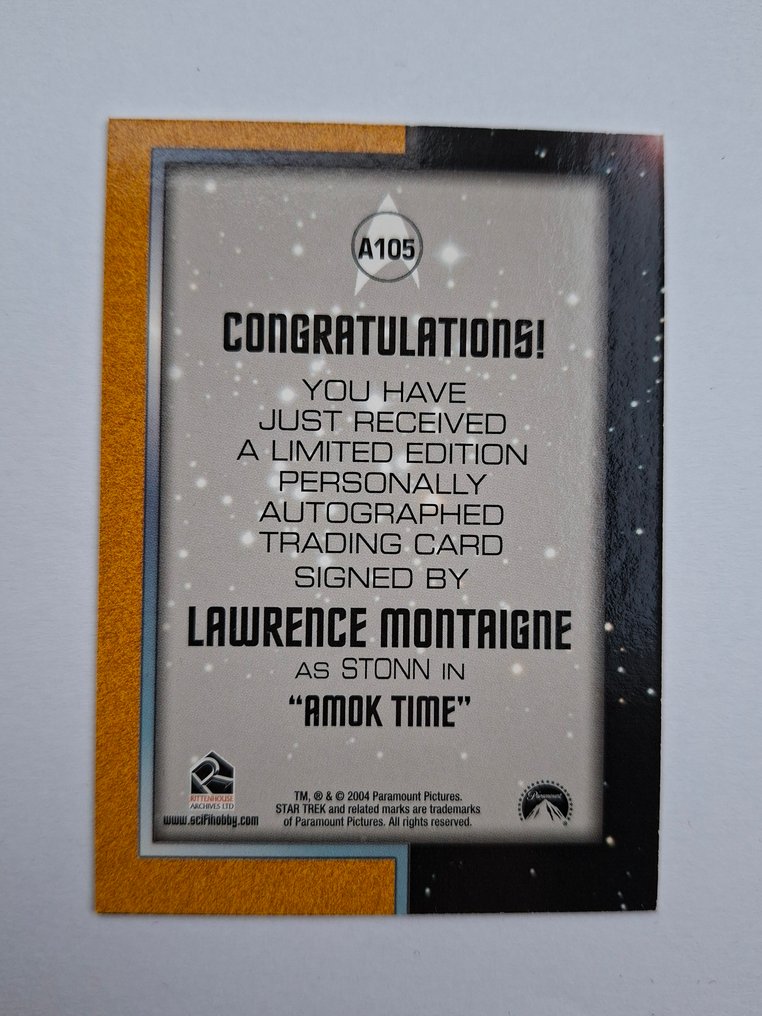 A105
CONGRATULATIONS!
YOU HAVE
JUST RECEIVED
A LIMITED EDITION
PERSONALLY
AUTOGRAPHED
TRADING CARD
SIGNED BY
LAWRENCE MONTAIGNE
AS STONN IN
“AMOK TIME”
RITTENHOUSE
ARCHIVES LTD
www.scifihobby.com
TM, ® & © 2004 Paramount Pictures.
STAR TREK and related marks are trademarks
of Paramount Pictures. All rights reserved.
Paramount